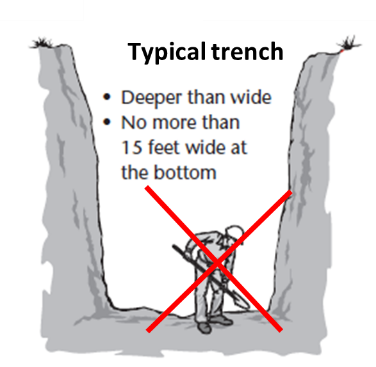 Typical trench
• Deeper than wide
• No more than
15 feet wide at
the bottom